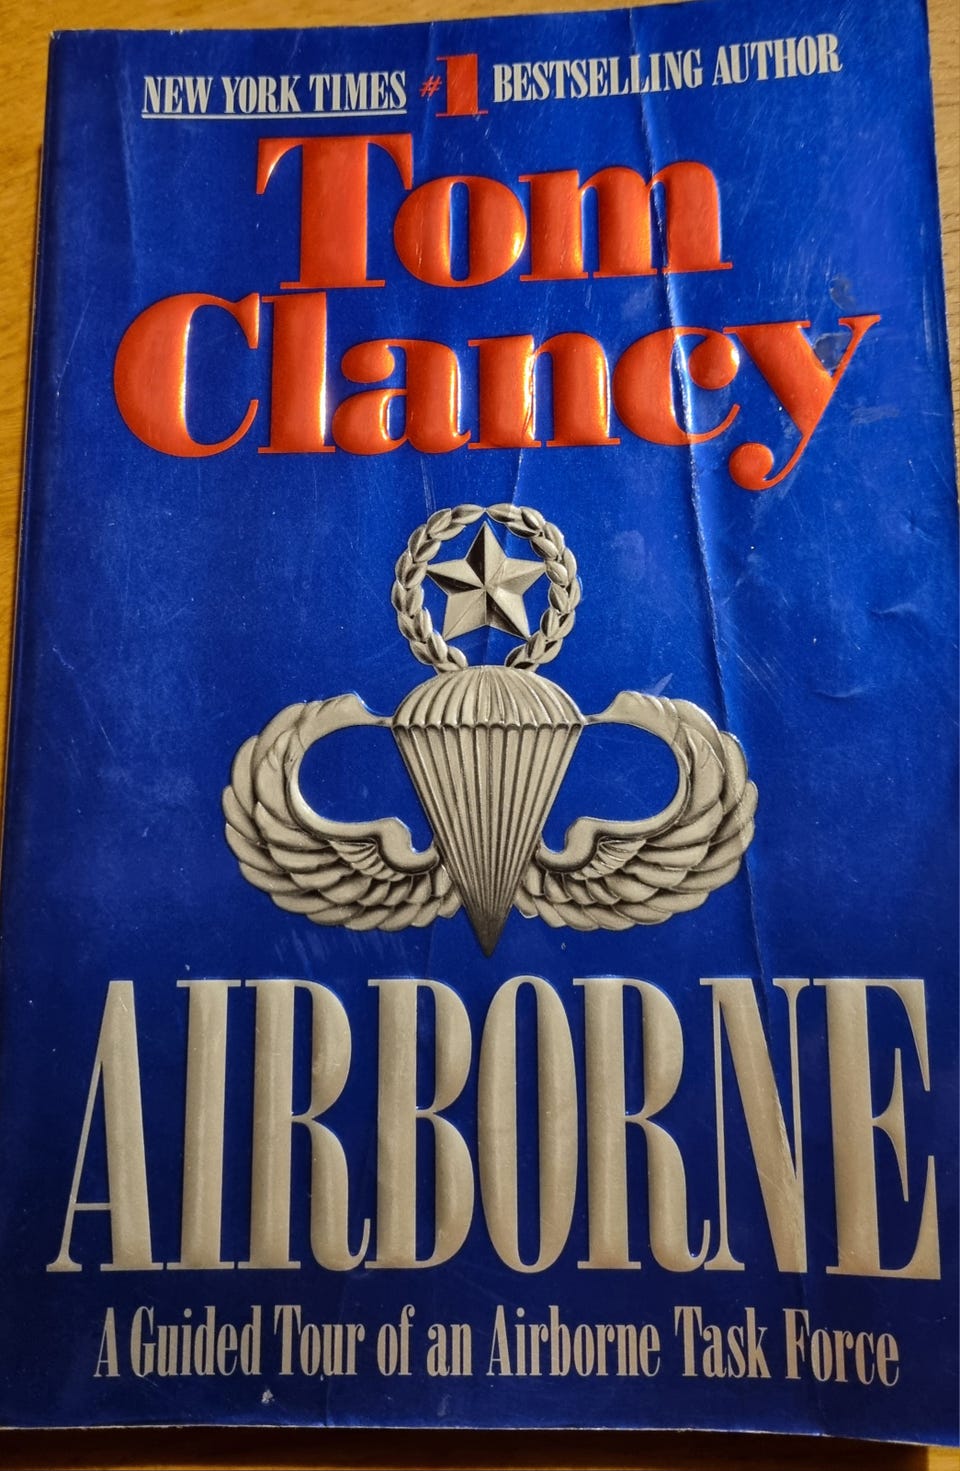 NEW YORK TIMES #1 BESTSELLING AUTHOR
Tom
Clancy
AIRBORNE
A Guided Tour of an Airborne Task Force